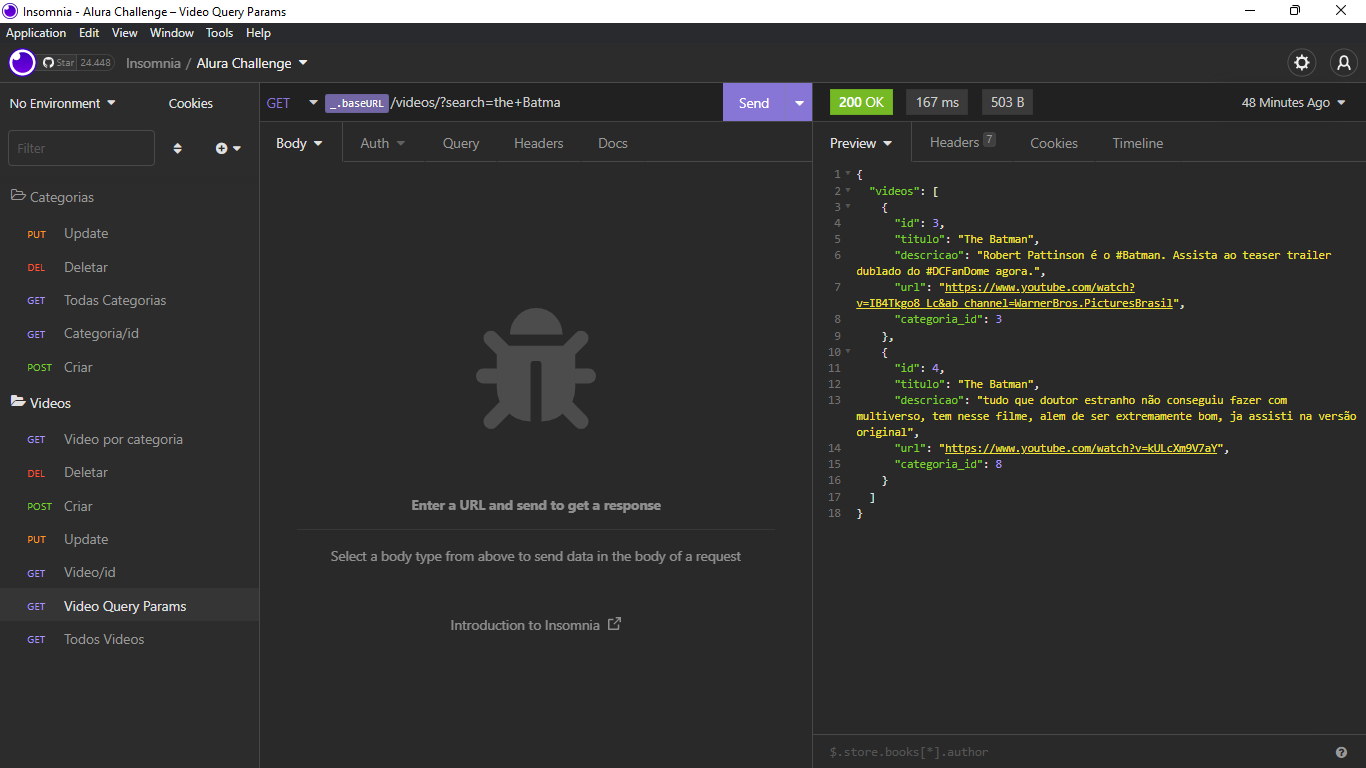 Insomnia - Alura Challenge – Video Query Params
Application Edit View Window Tools Help
Star 24.448 Insomnia / Alura Challenge
No Environment Cookies
Filter
Categorias
PUT Update
DEL Deletar
GET Todas Categorias
GET Categoria/id
POST Criar
Videos
GET Video por categoria
DEL Deletar
POST Criar
PUT Update
GET Video/id
GET Video Query Params
GET Todos Videos
GET _.baseURL /videos/?search=the+Batma Send
Body Auth Query Headers Docs
Enter a URL and send to get a response
Select a body type from above to send data in the body of a request
Introduction to Insomnia
200 OK 167 ms 503 B 48 Minutes Ago
Preview Headers 7 Cookies Timeline
1 {
2 "videos": [
3 {
4 "id": 3,
5 "titulo": "The Batman",
6 "descricao": "Robert Pattinson é o #Batman. Assista ao teaser trailer
dublado do #DCFanDome agora.",
7 "url": "https://www.youtube.com/watch?
v=IB4Tkgo8_Lc&ab_channel=WarnerBros.PicturesBrasil",
8 "categoria_id": 3
9 },
10 {
11 "id": 4,
12 "titulo": "The Batman",
13 "descricao": "tudo que doutor estranho não conseguiu fazer com
multiverso, tem nesse filme, alem de ser extremamente bom, ja assisti na versão
original",
14 "url": "https://www.youtube.com/watch?v=kULcXm9V7aY",
15 "categoria_id": 8
16 }
17 ]
18 }
$.store.books[*].author